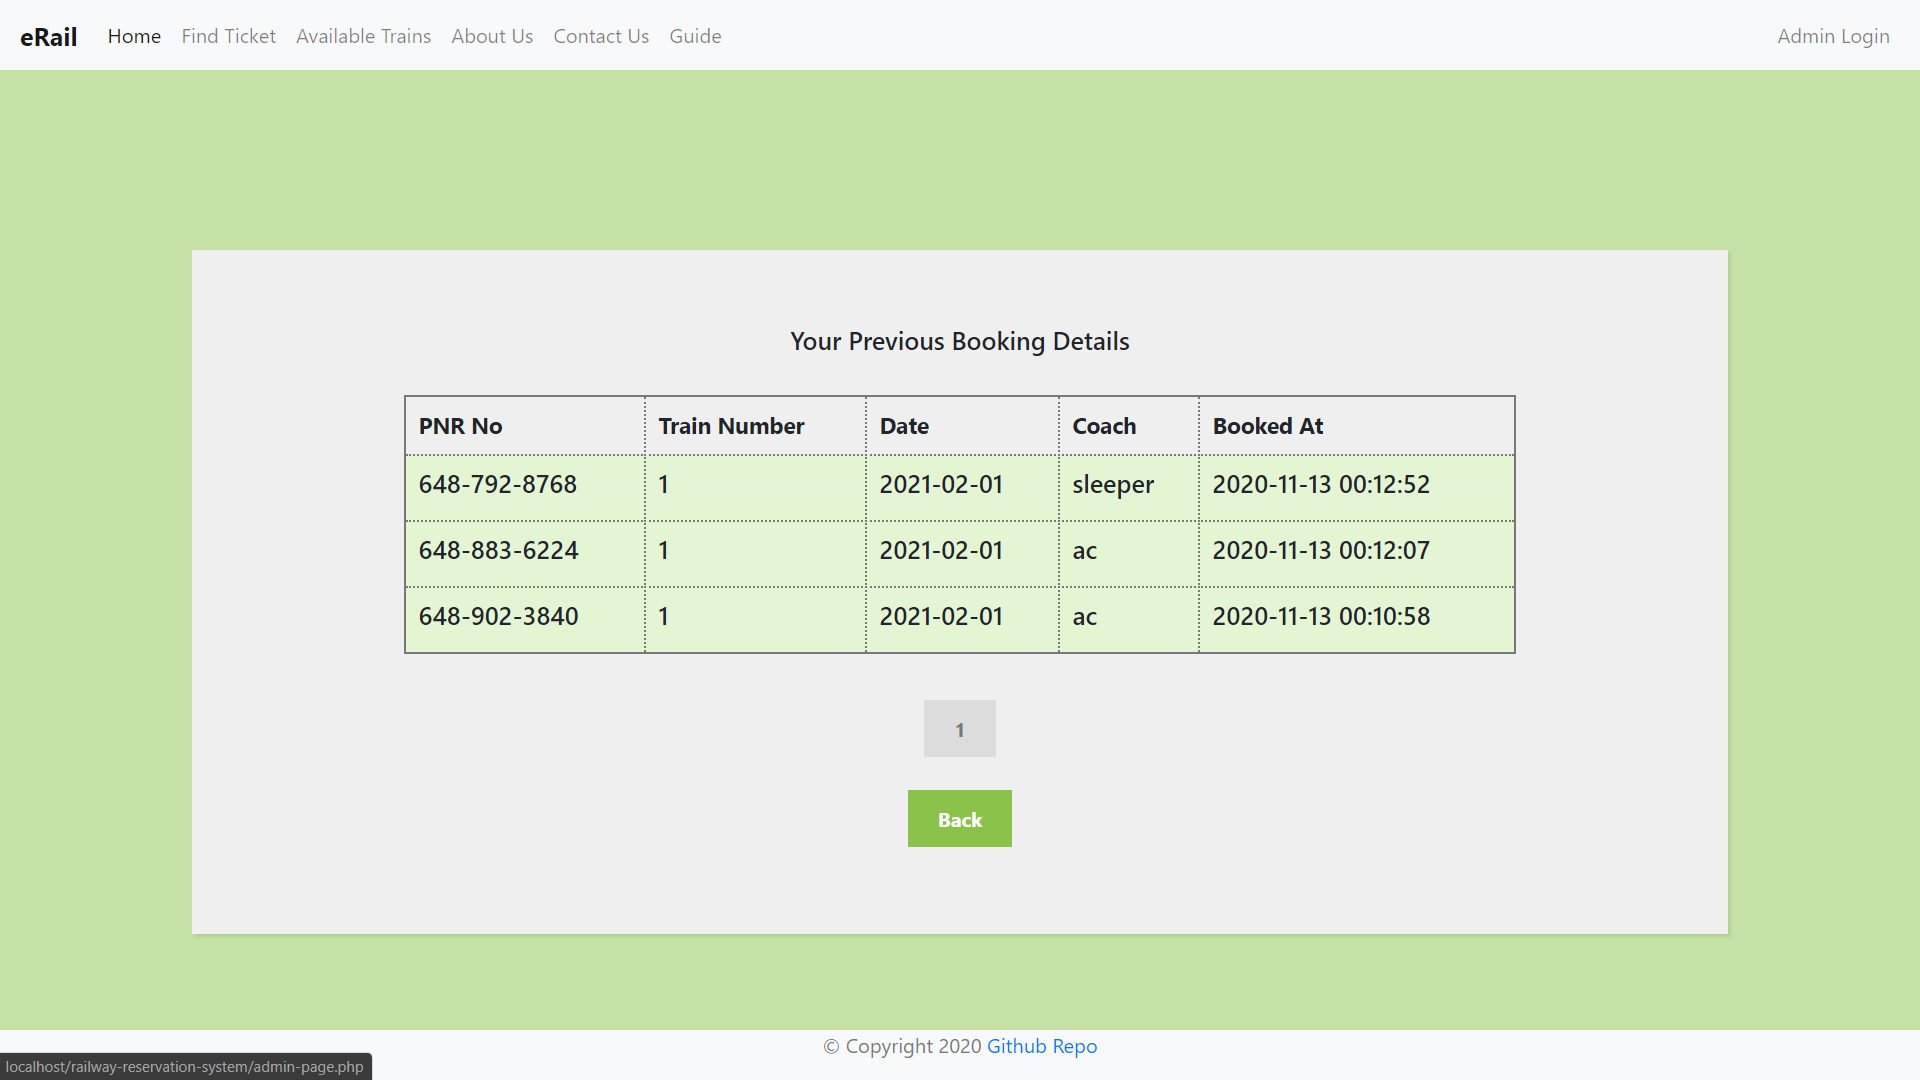 eRail Home Find Ticket Available Trains About Us Contact Us Guide Admin Login
Your Previous Booking Details
PNR No Train Number Date Coach Booked At
648-792-8768 1 2021-02-01 sleeper 2020-11-13 00:12:52
648-883-6224 1 2021-02-01 ac 2020-11-13 00:12:07
648-902-3840 1 2021-02-01 ac 2020-11-13 00:10:58
1
Back
© Copyright 2020 Github Repo
localhost/railway-reservation-system/admin-page.php